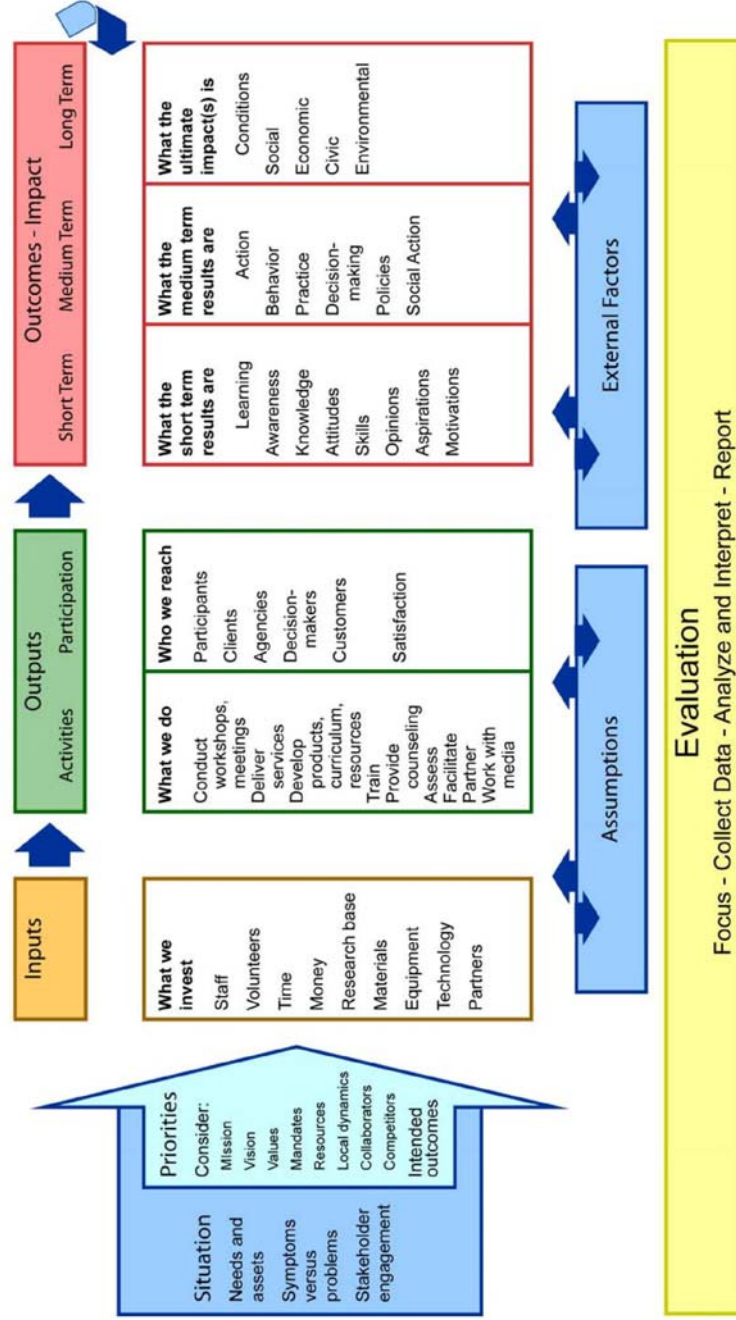 Situation
Needs and
assets
Symptoms
versus
problems
Stakeholder
engagement
Priorities
Consider:
Mission
Vision
Values
Mandates
Resources
Local dynamics
Collaborators
Competitors
Intended
outcomes
Inputs
What we
invest
Staff
Volunteers
Time
Money
Research base
Materials
Equipment
Technology
Partners
Outputs
Activities Participation
What we do
Conduct
workshops,
meetings
Deliver
services
Develop
products,
curriculum,
resources
Train
Provide
counseling
Assess
Facilitate
Partner
Work with
media
Who we reach
Participants
Clients
Agencies
Decision-
makers
Customers
Satisfaction
Outcomes - Impact
Short Term Medium Term Long Term
What the
short term
results are
Learning
Awareness
Knowledge
Attitudes
Skills
Opinions
Aspirations
Motivations
What the
medium term
results are
Action
Behavior
Practice
Decision-
making
Policies
Social Action
What the
ultimate
impact(s) is
Conditions
Social
Economic
Civic
Environmental
Assumptions
External Factors
Evaluation
Focus - Collect Data - Analyze and Interpret - Report